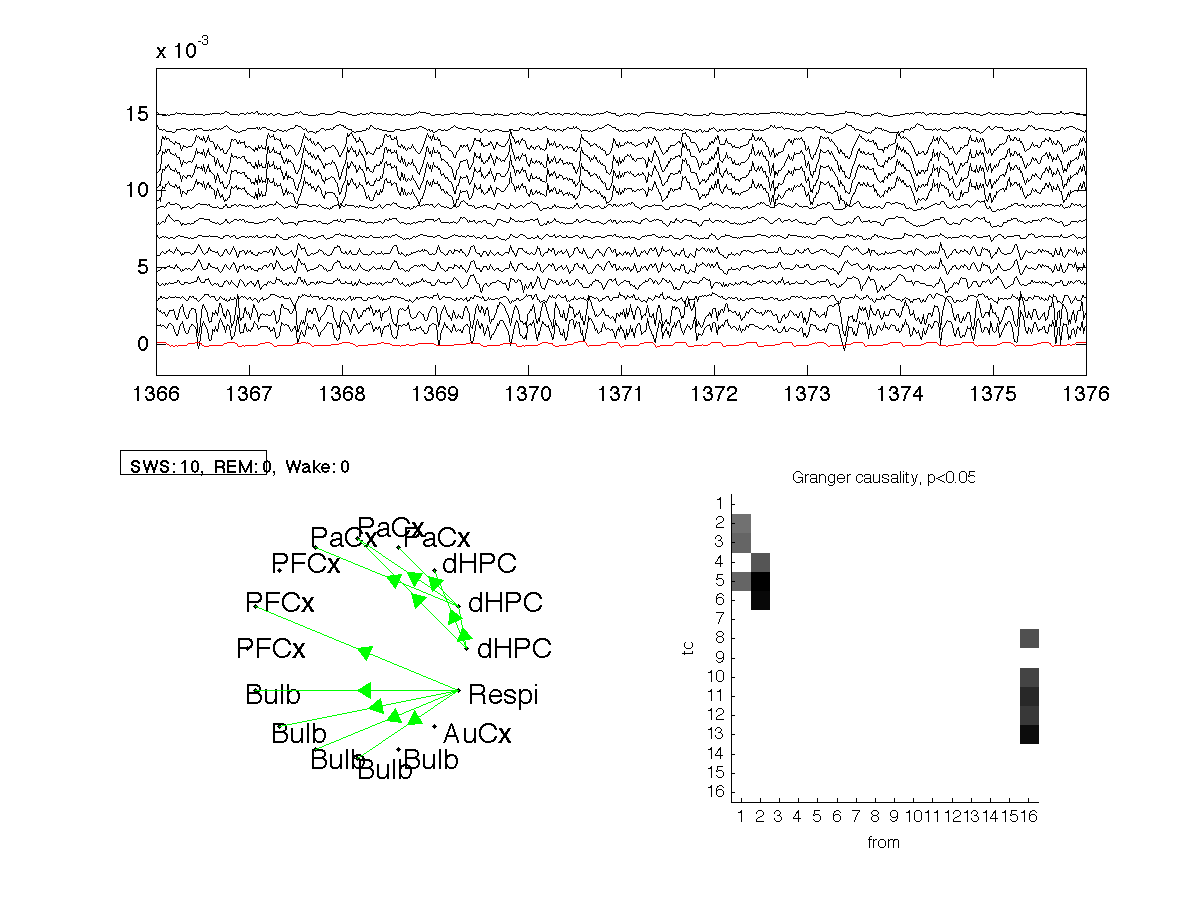 x 10-3
15
10
5
0
1366 1367 1368 1369 1370 1371 1372 1373 1374 1375 1376
SWS:10, REM:0, Wake:0
PaCx
PaCx PaCx
PFCx dHPC
PFCx dHPC
PFCx dHPC
Bulb Respi
Bulb AuCx
Bulb Bulb
Bulb
Granger causality, p<0.05
1
2
3
4
5
6
7
8
9
10
11
12
13
14
15
16
to
1 2 3 4 5 6 7 8 9 10 11 12 13 14 15 16
from